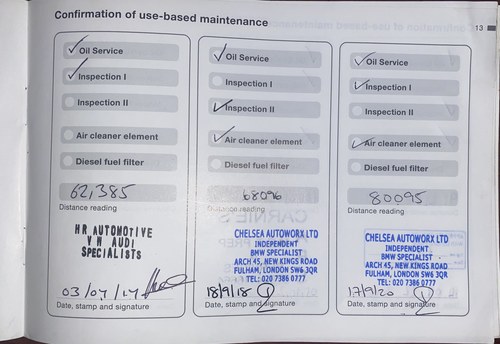 Confirmation of use-based maintenance
13
Oil Service
Inspection I
Inspection II
Air cleaner element
Diesel fuel filter
62,385
Distance reading
HR AUTOMOTIVE
VW AUDI
SPECIALISTS
03/07/17
Date, stamp and signature
Oil Service
Inspection I
Inspection II
Air cleaner element
Diesel fuel filter
68096
CHELSEA AUTOWORX LTD
INDEPENDENT
BMW SPECIALIST
ARCH 45, NEW KINGS ROAD
FULHAM, LONDON SW6 3QR
TEL: 020 7386 0777
18/9/18
Date, stamp and signature
Oil Service
Inspection I
Inspection II
Air cleaner element
Diesel fuel filter
80095
Distance reading
CHELSEA AUTOWORX LTD
INDEPENDENT
BMW SPECIALIST
ARCH 45, NEW KINGS ROAD
FULHAM, LONDON SW6 3QR
TEL: 020 7386 0777
17/9/20
Date, stamp and signature